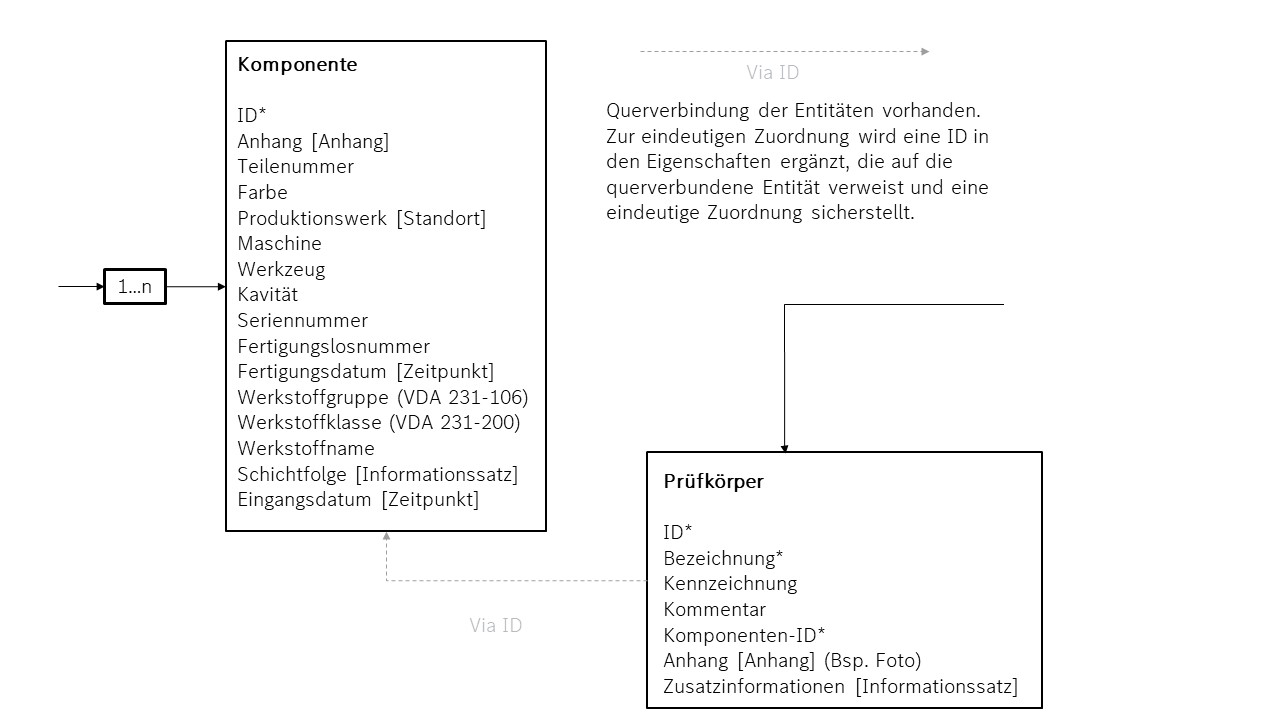 Komponente
ID*
Anhang [Anhang]
Teilenummer
Farbe
Produktionswerk [Standort]
Maschine
Werkzeug
Kavität
Seriennummer
Fertigungslosnummer
Fertigungsdatum [Zeitpunkt]
Werkstoffgruppe (VDA 231-106)
Werkstoffklasse (VDA 231-200)
Werkstoffname
Schichtfolge [Informationssatz]
Eingangsdatum [Zeitpunkt]
1...n
Via ID
Querverbindung der Entitäten vorhanden.
Zur eindeutigen Zuordnung wird eine ID in
den Eigenschaften ergänzt, die auf die
querverbundene Entität verweist und eine
eindeutige Zuordnung sicherstellt.
Via ID
Prüfkörper
ID*
Bezeichnung*
Kennzeichnung
Kommentar
Komponenten-ID*
Anhang [Anhang] (Bsp. Foto)
Zusatzinformationen [Informationssatz]